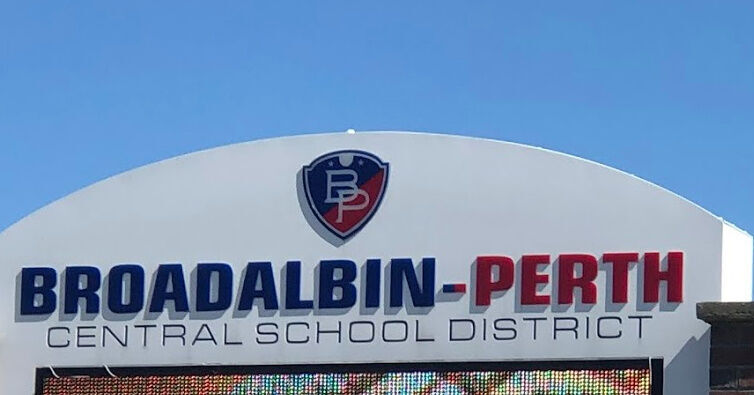 BP
BROADALBIN-PERTH
CENTRAL SCHOOL DISTRICT